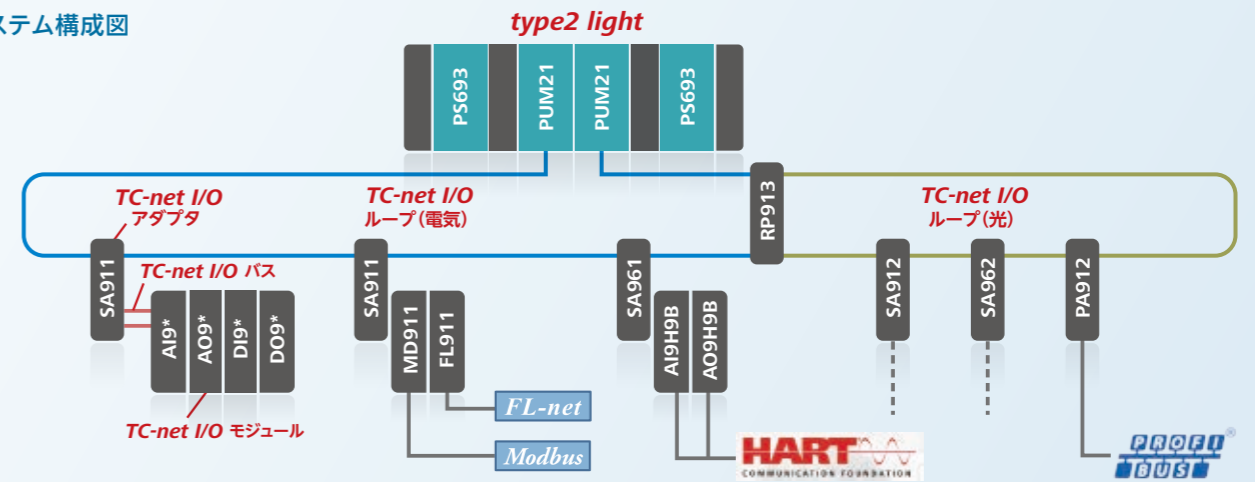 ステム構成図
type2 light
PS693
PUM21
PUM21
PS693
TC-net I/O
アダプタ
TC-net I/O
ループ(電気)
RP913
TC-net I/O
ループ(光)
SA911
TC-net I/O バス
AI9*
AO9*
DI9*
DO9*
TC-net I/O モジュール
SA911
MD911
FL911
FL-net
Modbus
SA961
AI9H9B
AO9H9B
HART
COMMUNICATION FOUNDATION
SA912
SA962
PA912
PROFI
BUS
®